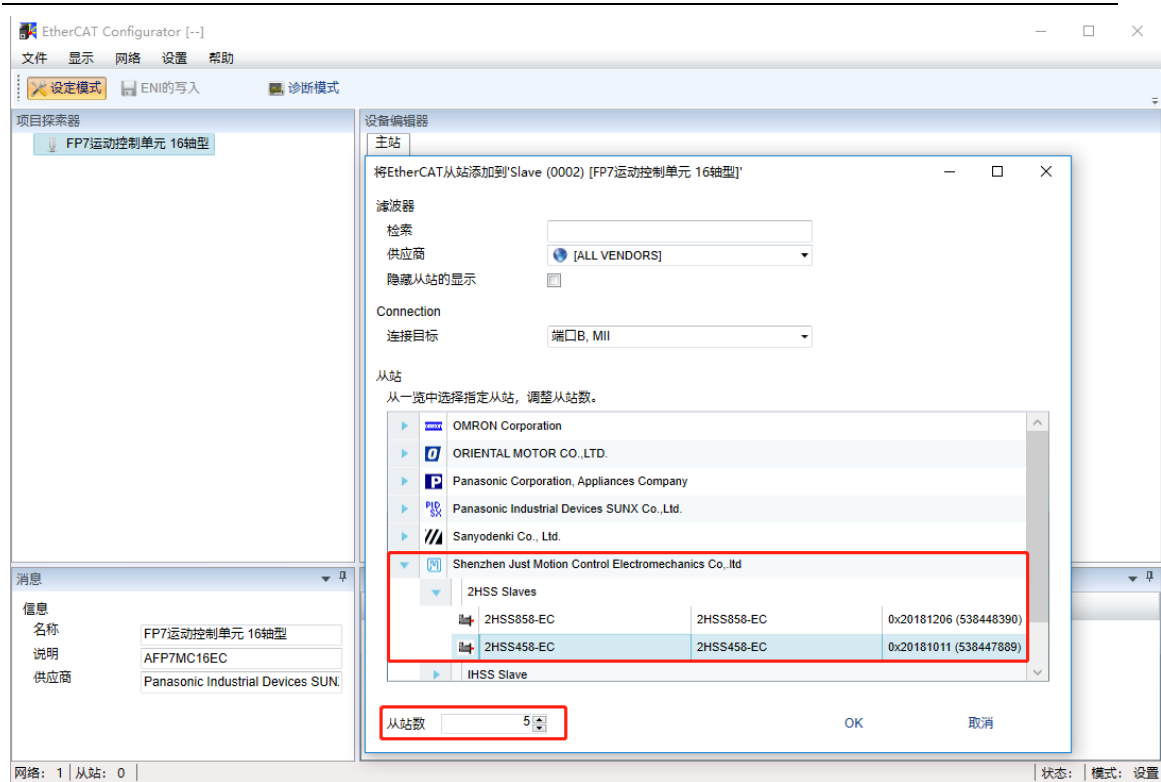 EtherCAT Configurator [--]
文件 显示 网络 设置 帮助
设定模式 ENI的写入 诊断模式
项目探索器
FP7运动控制单元 16轴型
设备编辑器
主站
将EtherCAT从站添加到'Slave (0002) [FP7运动控制单元 16轴型]'
滤波器
检索
供应商 [ALL VENDORS]
隐藏从站的显示
Connection
连接目标 端口B, MII
从站
从一览中选择指定从站，调整从站数。
OMRON Corporation
ORIENTAL MOTOR CO.,LTD.
Panasonic Corporation, Appliances Company
Panasonic Industrial Devices SUNX Co.,Ltd.
Sanyodenki Co., Ltd.
Shenzhen Just Motion Control Electromechanics Co,.ltd
2HSS Slaves
2HSS858-EC 2HSS858-EC 0x20181206 (538448390)
2HSS458-EC 2HSS458-EC 0x20181011 (538447889)
IHSS Slave
从站数 5 OK 取消
消息
信息
名称 FP7运动控制单元 16轴型
说明 AFP7MC16EC
供应商 Panasonic Industrial Devices SUN
网络: 1 从站: 0 状态: 模式: 设置